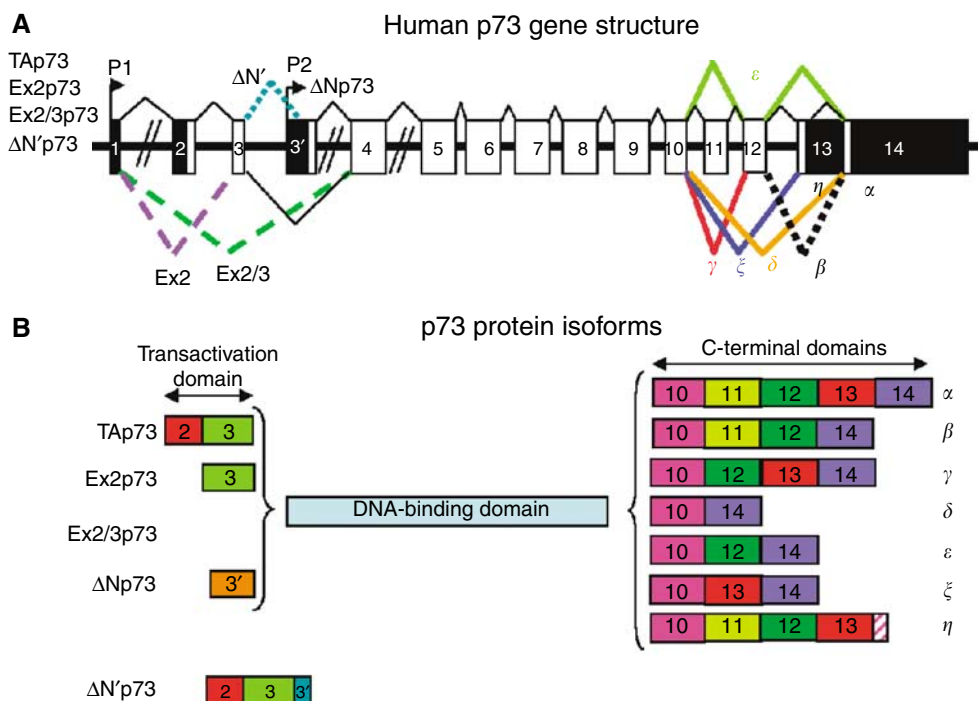 A
Human p73 gene structure
TAp73
Ex2p73
Ex2/3p73
ΔN′p73
P1
ΔN′
P2
ΔNp73
ε
1 2 3 3′ 4 5 6 7 8 9 10 11 12 13 14
η α
Ex2
Ex2/3
γ ξ δ β
B
p73 protein isoforms
Transactivation
domain
C-terminal domains
TAp73 2 3
Ex2p73 3
Ex2/3p73
ΔNp73 3′
ΔN′p73 2 3 3′
DNA-binding domain
10 11 12 13 14 α
10 11 12 14 β
10 12 13 14 γ
10 14 δ
10 12 14 ε
10 13 14 ξ
10 11 12 13 η